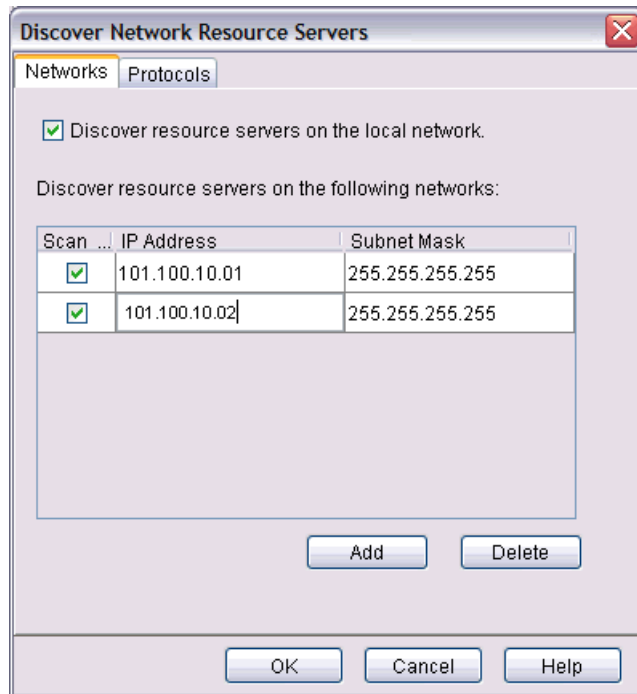 Discover Network Resource Servers
Networks Protocols
Discover resource servers on the local network.
Discover resource servers on the following networks:
Scan ... IP Address Subnet Mask
101.100.10.01 255.255.255.255
101.100.10.02 255.255.255.255
Add Delete
OK Cancel Help